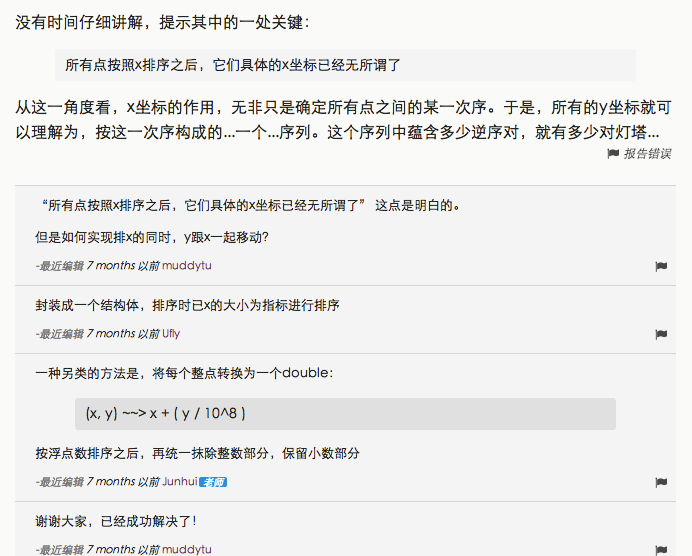 没有时间仔细讲解，提示其中的一处关键：
所有点按照x排序之后，它们具体的x坐标已经无所谓了
从这一角度看，x坐标的作用，无非只是确定所有点之间的某一次序。于是，所有的y坐标就可
以理解为，按这一次序构成的...一个...序列。这个序列中蕴含多少逆序对，就有多少对灯塔...
报告错误
“所有点按照x排序之后，它们具体的x坐标已经无所谓了” 这点是明白的。
但是如何实现排x的同时，y跟x一起移动？
-最近编辑 7 months 以前 muddytu
封装成一个结构体，排序时已x的大小为指标进行排序
-最近编辑 7 months 以前 Ufly
一种另类的方法是，将每个整点转换为一个double：
(x, y) ~~> x + ( y / 10^8 )
按浮点数排序之后，再统一抹除整数部分，保留小数部分
-最近编辑 7 months 以前 Junhui 老师
谢谢大家，已经成功解决了！
-最近编辑 7 months 以前 muddytu